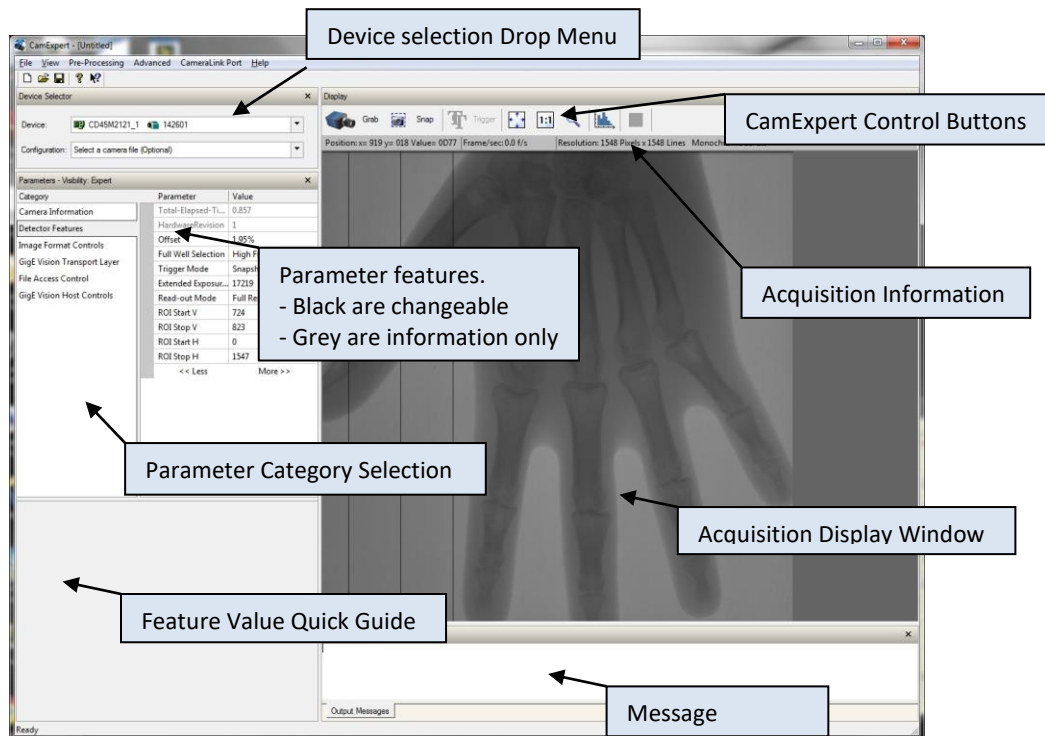 Device selection Drop Menu
CamExpert - [Untitled]
File View Pre-Processing Advanced CameraLink Port Help
Device Selector
Display
Device: CD45M2121_1 142601
Grab Snap Trigger 1:1
CamExpert Control Buttons
Configuration: Select a camera file (Optional)
Position: x= 919 y= 018 Value= 0D77 Frame/sec: 0.0 f/s Resolution: 1548 Pixels x 1548 Lines
Parameters - Visibility: Expert
Category Parameter Value
Camera Information Total-Elapsed-Ti... 0.857
Detector Features HardwareRevision 1
Offset 1.95%
Image Format Controls Full Well Selection High
GigE Vision Transport Layer Trigger Mode
File Access Control Extended Exposur... 17219
GigE Vision Host Controls Read-out Mode Full
ROI Start V 724
ROI Stop V 823
ROI Start H 0
ROI Stop H 1547
<< Less More >>
Parameter features.
- Black are changeable
- Grey are information only
Acquisition Information
Parameter Category Selection
Acquisition Display Window
Feature Value Quick Guide
Message
Output Messages
Ready